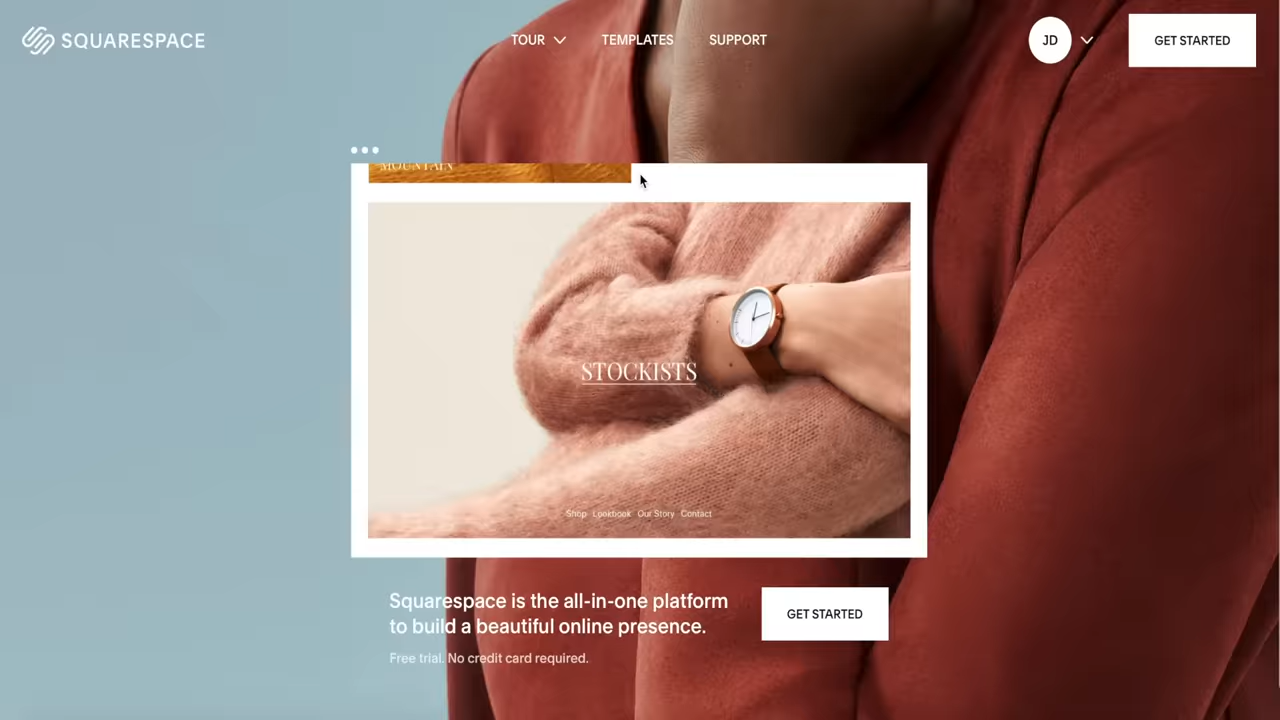 SQUARESPACE
TOUR
TEMPLATES
SUPPORT
JD
GET STARTED
MOUNTAIN
STOCKISTS
Shop Lookbook Our Story Contact
Squarespace is the all-in-one platform
to build a beautiful online presence.
GET STARTED
Free trial. No credit card required.